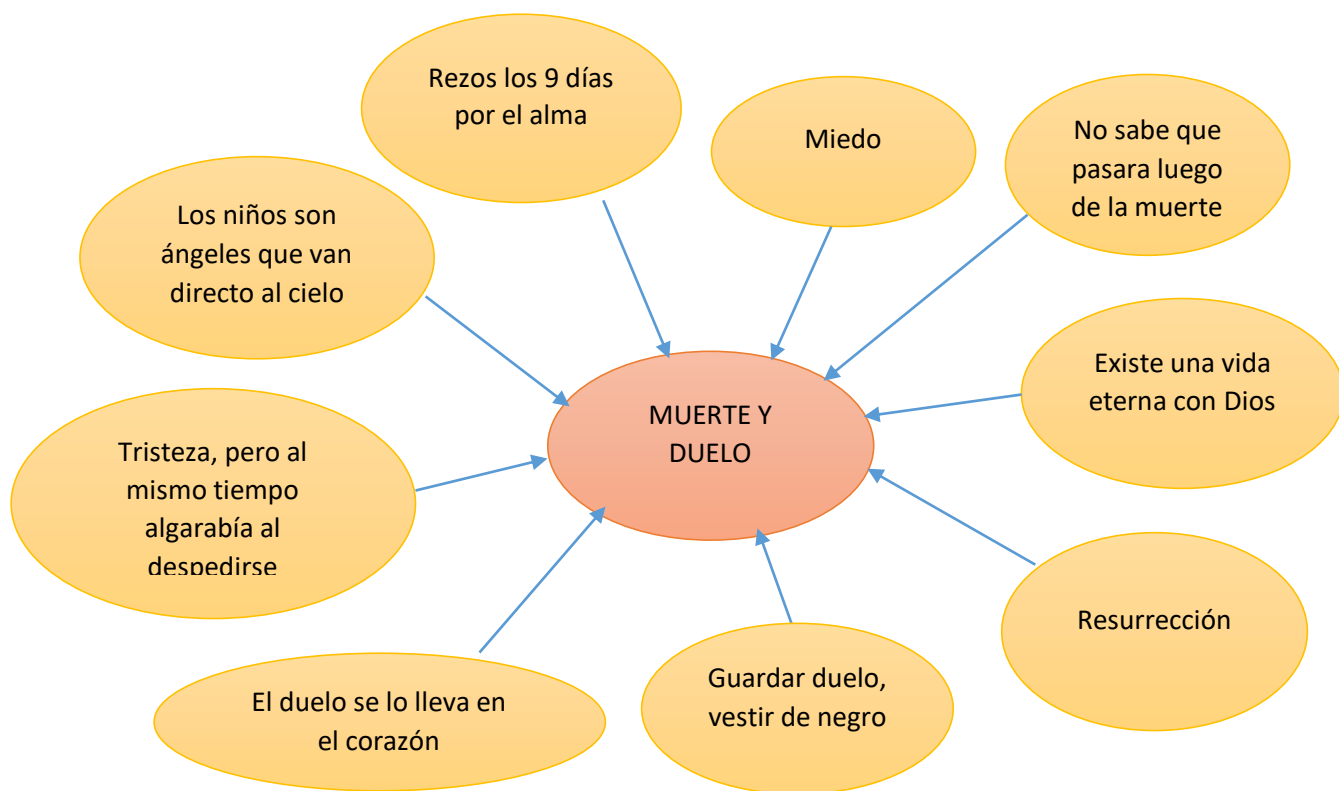 Rezos los 9 días
por el alma
Miedo
No sabe que
pasara luego
de la muerte
Los niños son
ángeles que van
directo al cielo
Existe una vida
eterna con Dios
MUERTE Y
DUELO
Tristeza, pero al
mismo tiempo
algarabía al
despedirse
Resurrección
Guardar duelo,
vestir de negro
El duelo se lo lleva en
el corazón